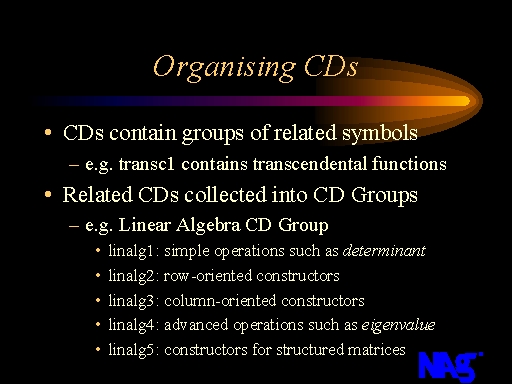 Organising CDs
• CDs contain groups of related symbols
– e.g. transc1 contains transcendental functions
• Related CDs collected into CD Groups
– e.g. Linear Algebra CD Group
• linalg1: simple operations such as determinant
• linalg2: row-oriented constructors
• linalg3: column-oriented constructors
• linalg4: advanced operations such as eigenvalue
• linalg5: constructors for structured matrices
NAG